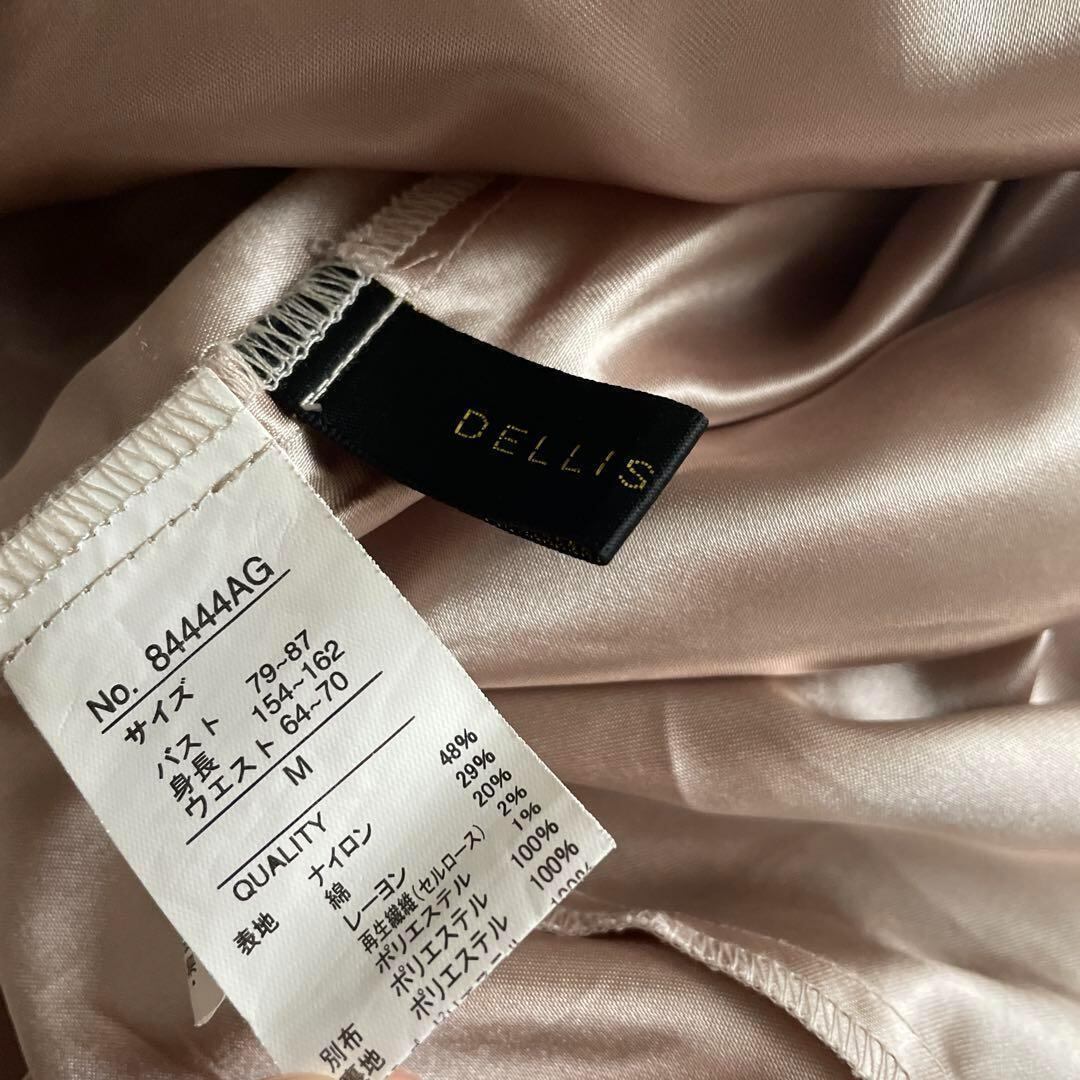 DELLIS
No. 84444AG
サイズ
バスト 79~87
身長 154~162
ウエスト 64~70
M
QUALITY
表地 ナイロン 48%
綿 29%
レーヨン 20%
再生繊維(セルロース) 2%
ポリエステル 1%
別布 ポリエステル 100%
裏地 ポリエステル 100%
100%